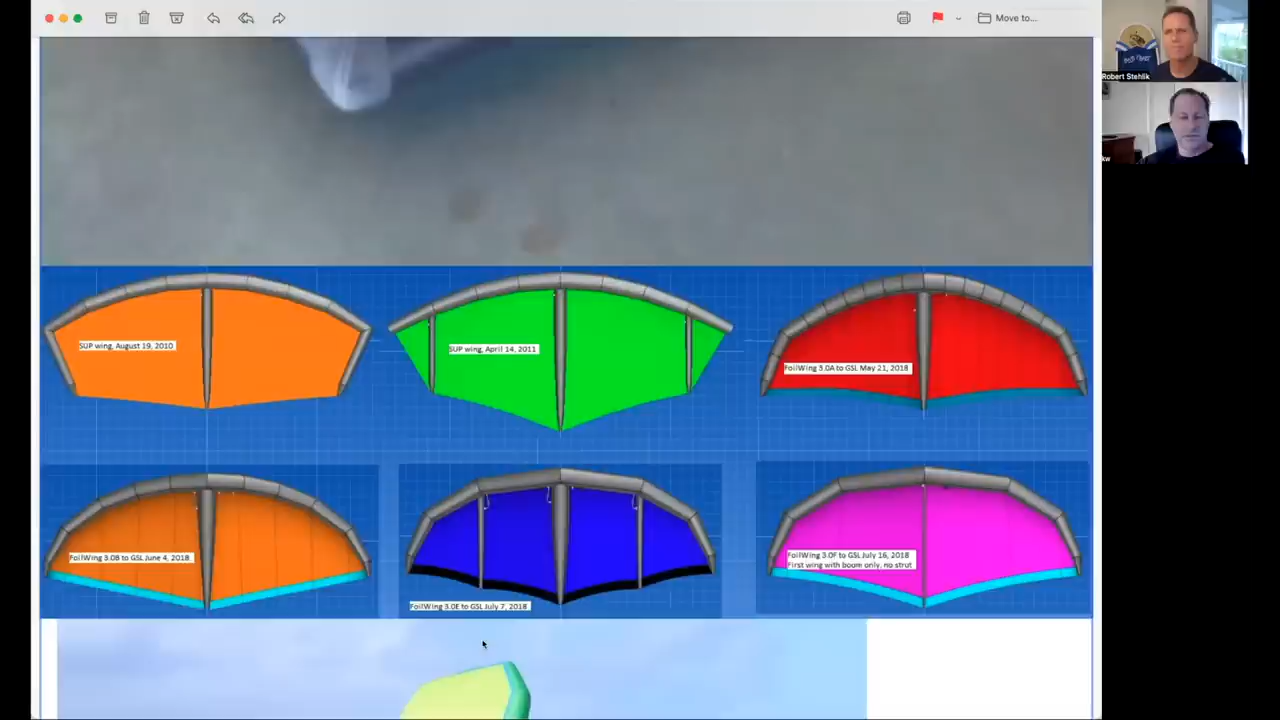 Move to...
Robert Stehlik
kw
SUP wing, August 19, 2010
SUP wing, April 14, 2011
FoilWing 3.0A to GSL May 21, 2018
FoilWing 3.0B to GSL June 4, 2018
FoilWing 3.0E to GSL July 7, 2018
FoilWing 3.0F to GSL July 16, 2018
First wing with boom only, no strut